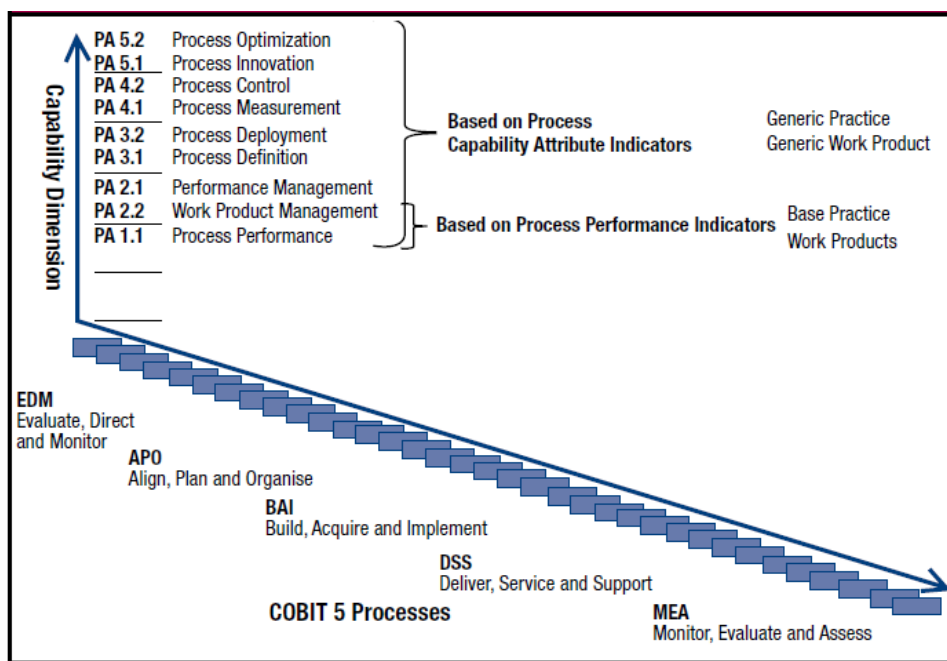 Capability Dimension
PA 5.2 Process Optimization
PA 5.1 Process Innovation
PA 4.2 Process Control
PA 4.1 Process Measurement
PA 3.2 Process Deployment
PA 3.1 Process Definition
PA 2.1 Performance Management
PA 2.2 Work Product Management
PA 1.1 Process Performance
Based on Process
Capability Attribute Indicators
Generic Practice
Generic Work Product
Based on Process Performance Indicators
Base Practice
Work Products
EDM
Evaluate, Direct
and Monitor
APO
Align, Plan and Organise
BAI
Build, Acquire and Implement
DSS
Deliver, Service and Support
MEA
Monitor, Evaluate and Assess
COBIT 5 Processes